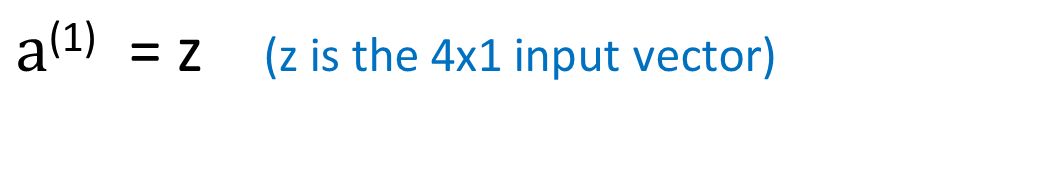 a⁽¹⁾ = z (z is the 4x1 input vector)